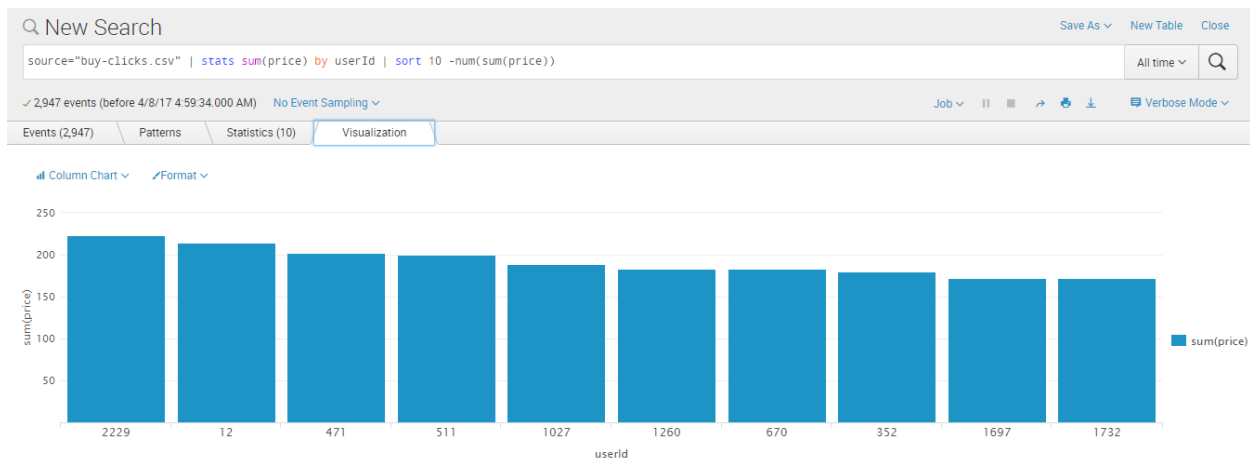 New Search
Save As New Table Close
source="buy-clicks.csv" | stats sum(price) by userId | sort 10 -num(sum(price))
All time
2,947 events (before 4/8/17 4:59:34.000 AM) No Event Sampling
Job Verbose Mode
Events (2,947) Patterns Statistics (10) Visualization
Column Chart Format
250
200
150
100
50
sum(price)
sum(price)
2229 12 471 511 1027 1260 670 352 1697 1732
userId